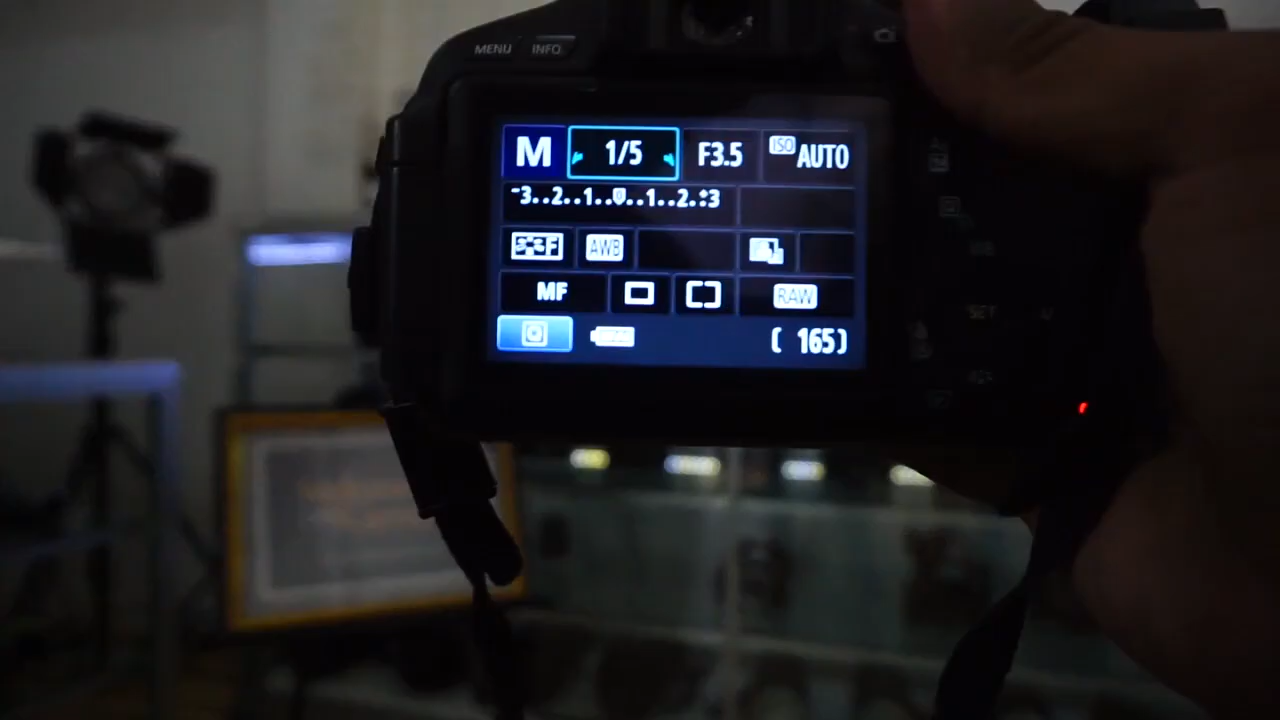 MENU INFO
M 1/5 F3.5 ISO AUTO
-3..2..1..0..1..2.:+3
F AWB
MF RAW
[ 165]
SET